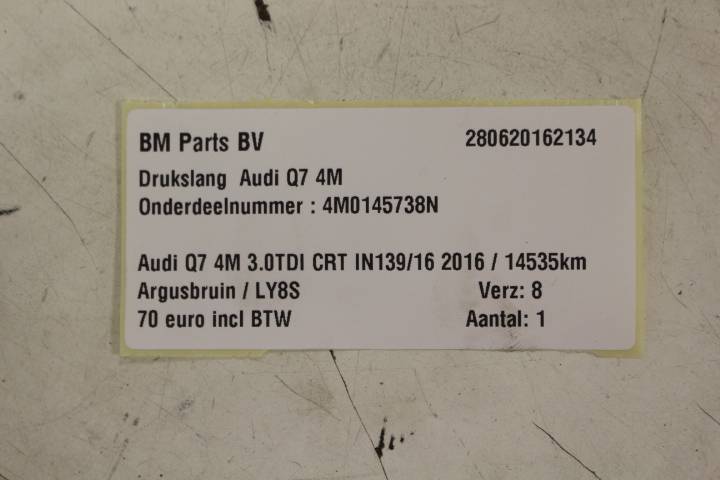 BM Parts BV 280620162134
Drukslang Audi Q7 4M
Onderdeelnummer : 4M0145738N
Audi Q7 4M 3.0TDI CRT IN139/16 2016 / 14535km
Argusbruin / LY8S Verz: 8
70 euro incl BTW Aantal: 1